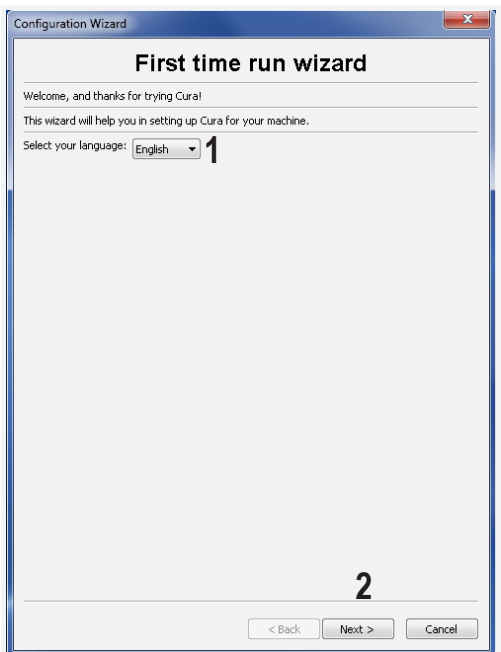 Configuration Wizard
First time run wizard
Welcome, and thanks for trying Cura!
This wizard will help you in setting up Cura for your machine.
Select your language: English 1
2
< Back Next > Cancel